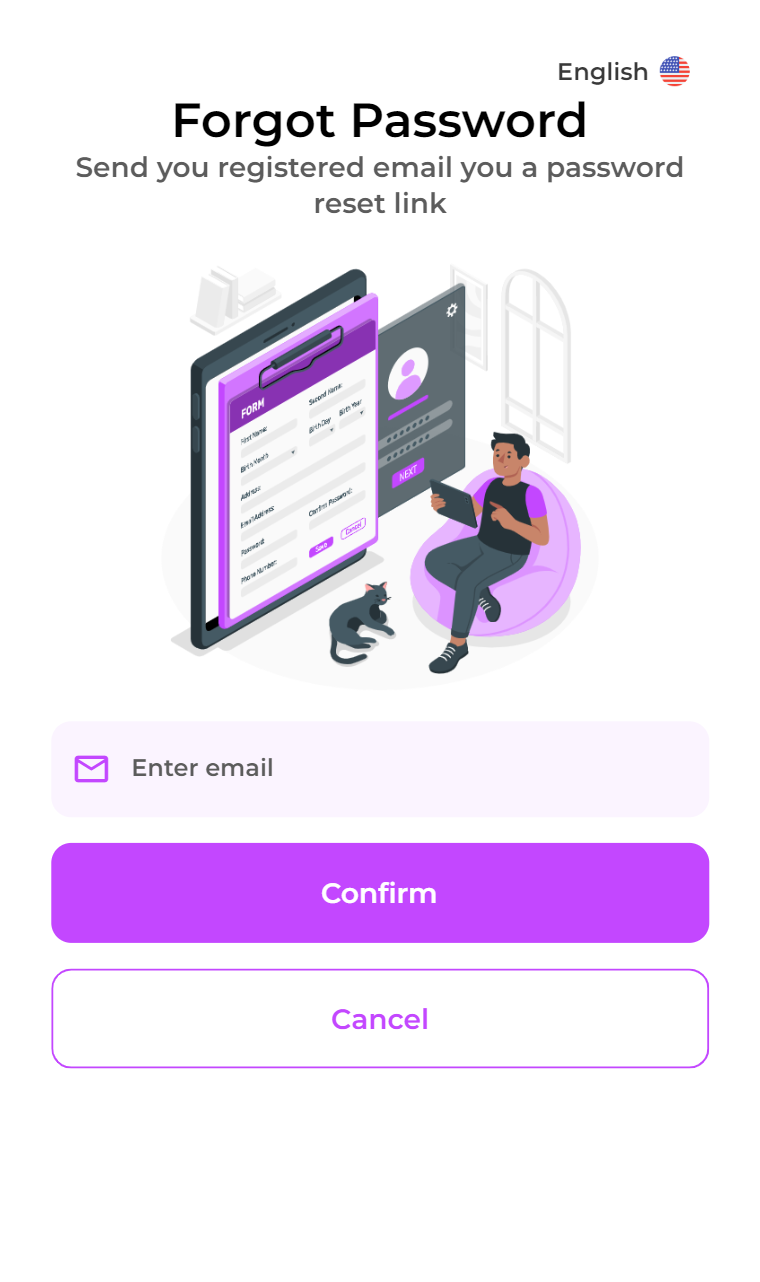 English
Forgot Password
Send you registered email you a password
reset link
FORM
First Name:
Second Name:
Birth Month
Birth Day
Birth Year
Address:
Email Address:
Password:
Confirm Password:
Phone Number:
Save
Cancel
NEXT
Enter email
Confirm
Cancel